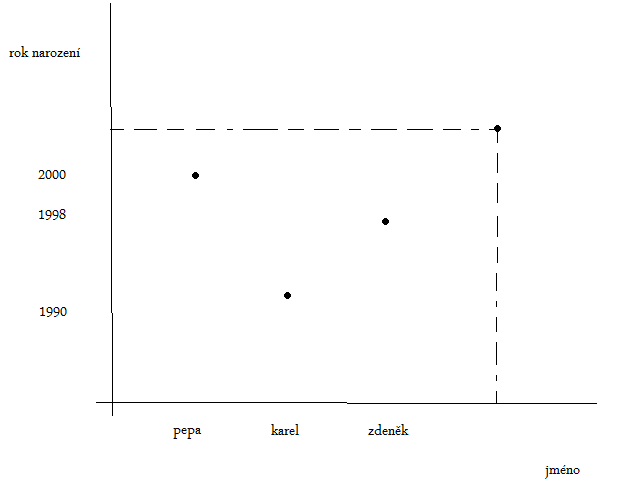 rok narození
2000
1998
1990
pepa karel zdeněk
jméno